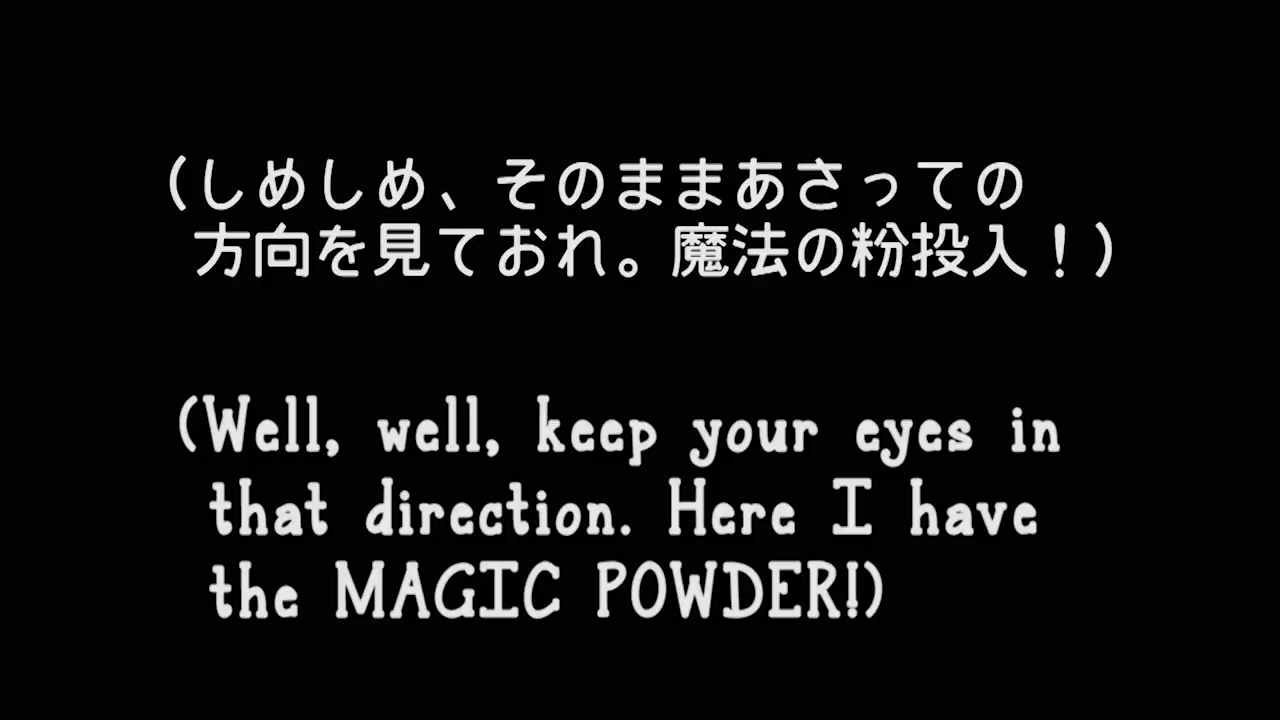 (しめしめ、そのままあさっての
方向を見ておれ。魔法の粉投入！)
(Well, well, keep your eyes in
that direction. Here I have
the MAGIC POWDER!)